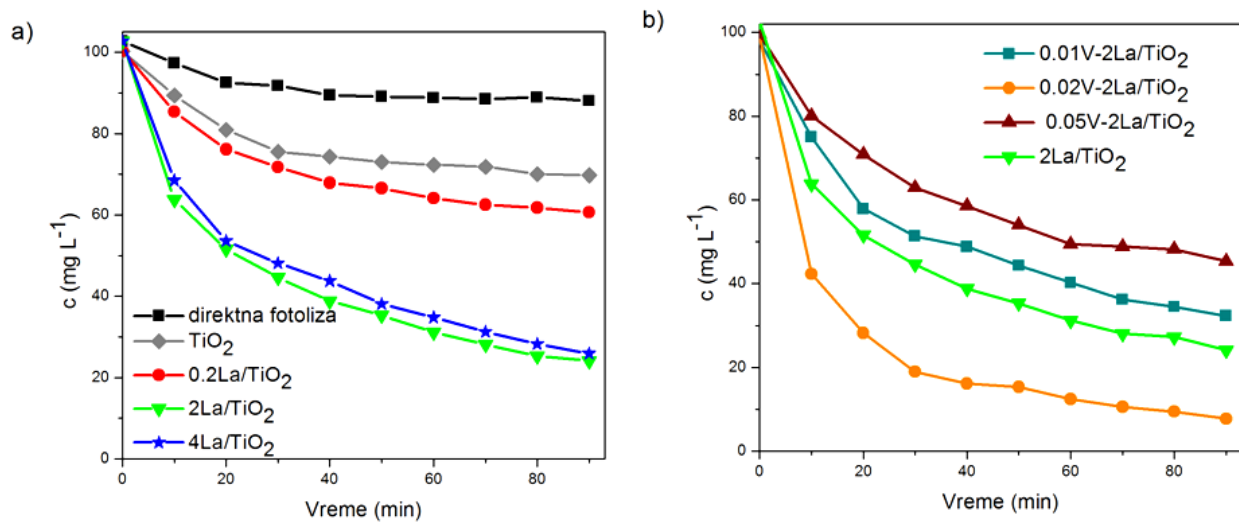 a)
c (mg L⁻¹)
100
80
60
40
20
0
direktna fotoliza
TiO₂
0.2La/TiO₂
2La/TiO₂
4La/TiO₂
0 20 40 60 80
Vreme (min)
b)
c (mg L⁻¹)
100
80
60
40
20
0
0.01V-2La/TiO₂
0.02V-2La/TiO₂
0.05V-2La/TiO₂
2La/TiO₂
0 20 40 60 80
Vreme (min)